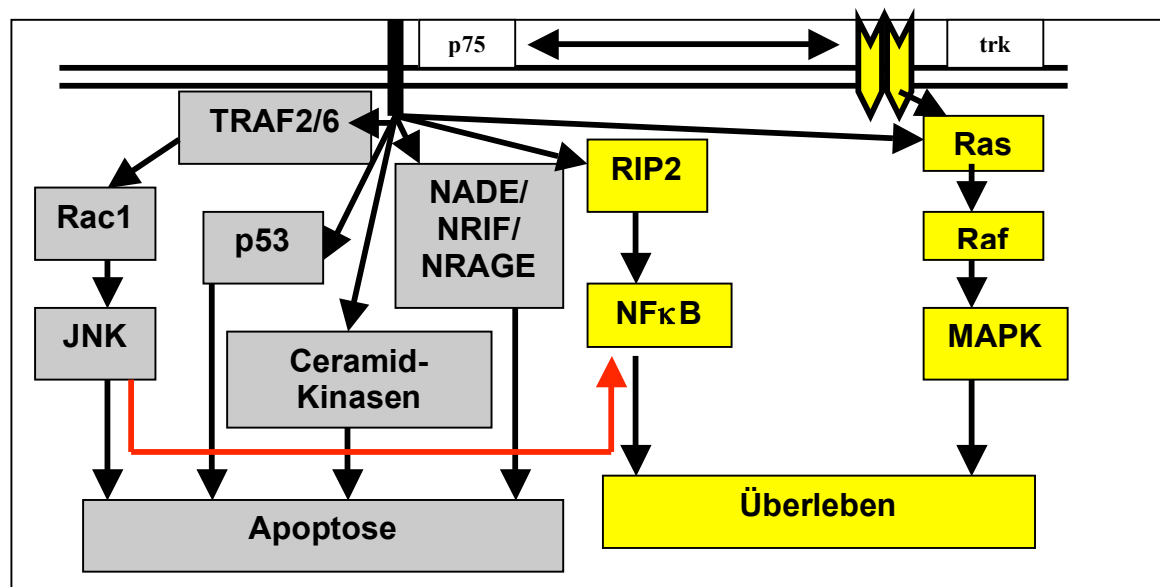 p75
trk
TRAF2/6
Ras
RIP2
NADE/
NRIF/
NRAGE
Rac1
p53
Raf
NFκB
JNK
MAPK
Ceramid-
Kinasen
Apoptose
Überleben